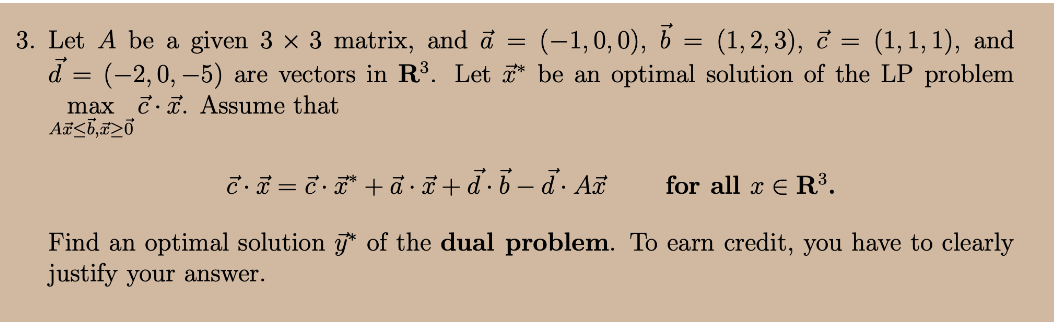 3. Let A be a given 3 × 3 matrix, and a⃗ = (−1, 0, 0), b⃗ = (1, 2, 3), c⃗ = (1, 1, 1), and
d⃗ = (−2, 0, −5) are vectors in R³. Let x⃗* be an optimal solution of the LP problem
max c⃗ · x⃗. Assume that
Ax⃗≤b⃗,x⃗≥0⃗
c⃗ · x⃗ = c⃗ · x⃗* + a⃗ · x⃗ + d⃗ · b⃗ − d⃗ · Ax⃗ for all x ∈ R³.
Find an optimal solution y⃗* of the dual problem. To earn credit, you have to clearly
justify your answer.